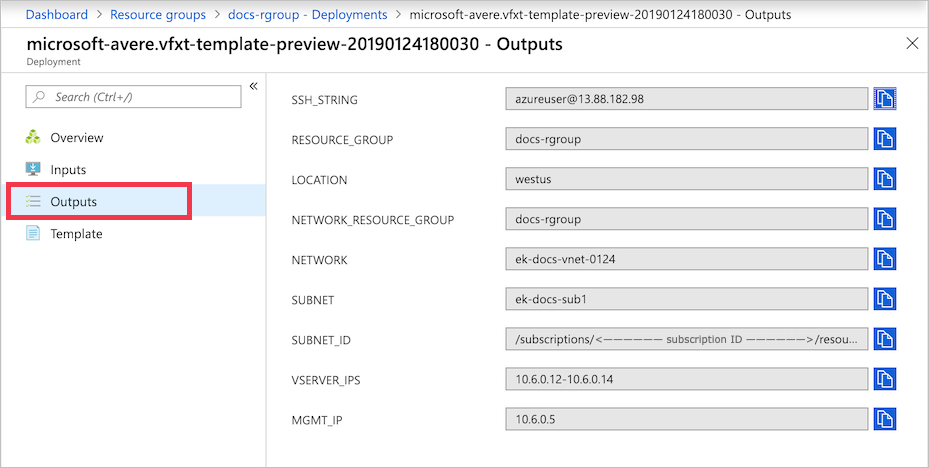 Dashboard > Resource groups > docs-rgroup - Deployments > microsoft-avere.vfxt-template-preview-20190124180030 - Outputs
microsoft-avere.vfxt-template-preview-20190124180030 - Outputs
Deployment
Search (Ctrl+/)
Overview
Inputs
Outputs
Template
SSH_STRING azureuser@13.88.182.98
RESOURCE_GROUP docs-rgroup
LOCATION westus
NETWORK_RESOURCE_GROUP docs-rgroup
NETWORK ek-docs-vnet-0124
SUBNET ek-docs-sub1
SUBNET_ID /subscriptions/<—————— subscription ID ——————>/resou...
VSERVER_IPS 10.6.0.12-10.6.0.14
MGMT_IP 10.6.0.5